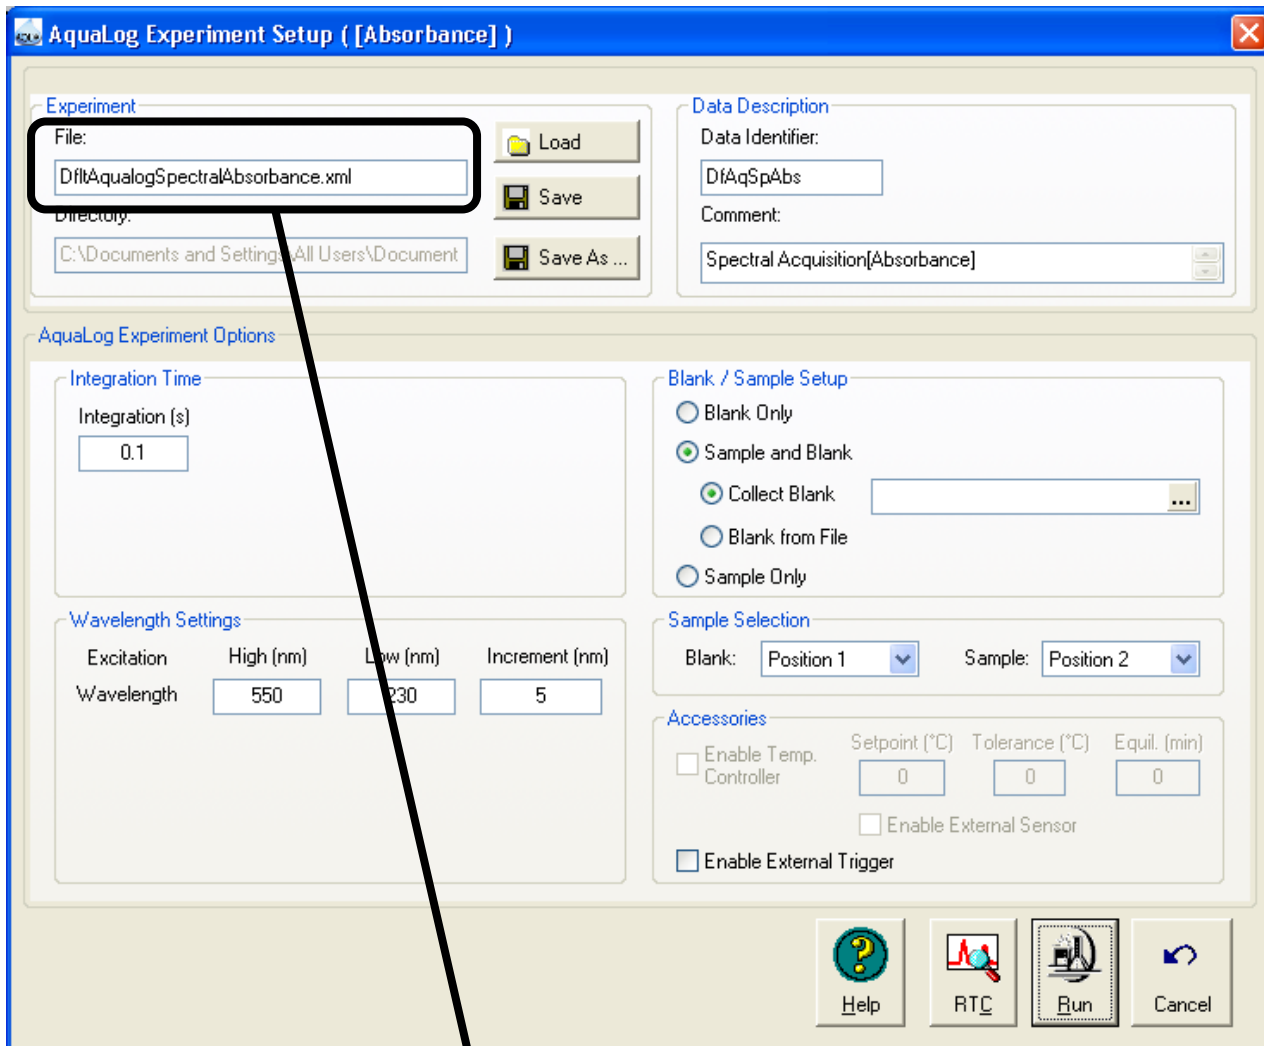 AquaLog Experiment Setup ( [Absorbance] )
Experiment
File:
DfltAqualogSpectralAbsorbance.xml
Load
Save
Directory:
C:\Documents and Settings\All Users\Document
Save As ...
Data Description
Data Identifier:
DfAqSpAbs
Comment:
Spectral Acquisition[Absorbance]
AquaLog Experiment Options
Integration Time
Integration (s)
0.1
Blank / Sample Setup
Blank Only
Sample and Blank
Collect Blank
...
Blank from File
Sample Only
Wavelength Settings
Excitation High (nm) Low (nm) Increment (nm)
Wavelength 550 230 5
Sample Selection
Blank: Position 1 Sample: Position 2
Accessories
Enable Temp. Controller
Setpoint (°C) Tolerance (°C) Equil. (min)
0 0 0
Enable External Sensor
Enable External Trigger
Help RTC Run Cancel